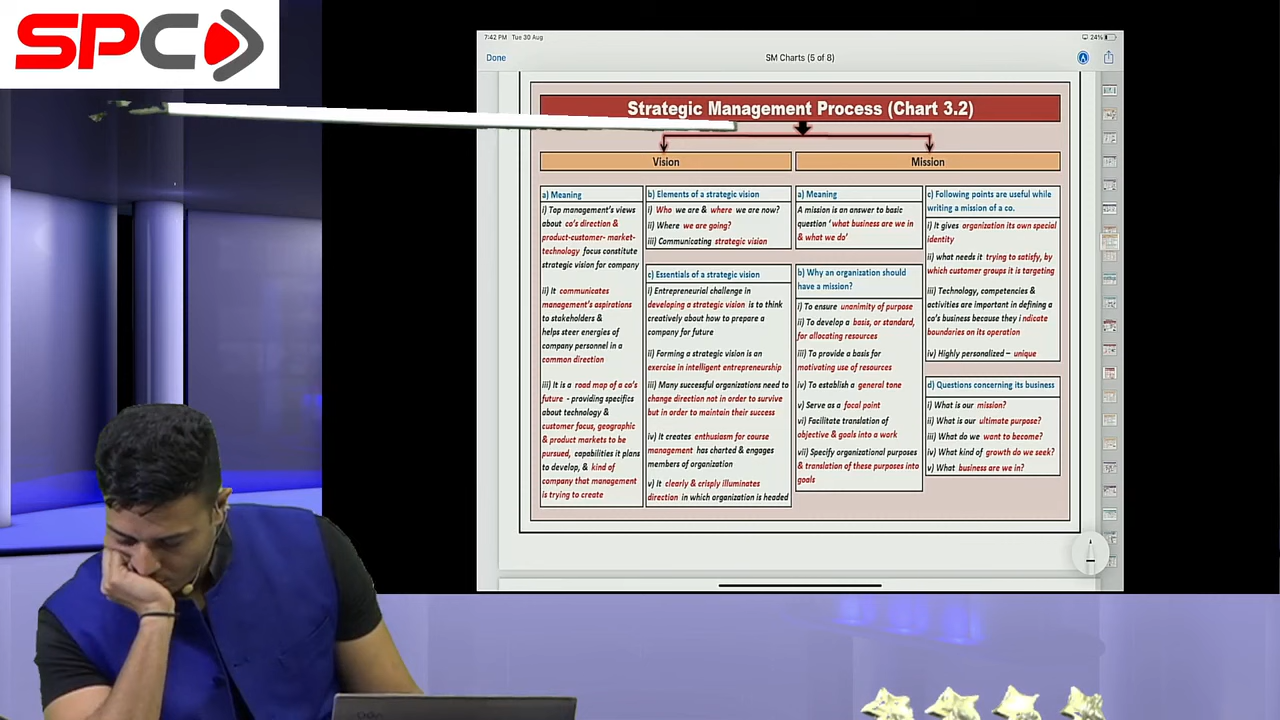 SPC
7:42 PM Tue 30 Aug
24%
Done
SM Charts (5 of 8)
Strategic Management Process (Chart 3.2)
Vision
Mission
a) Meaning
i) Top management's views
about co's direction &
product-customer- market-
technology focus constitute
strategic vision for company
ii) It communicates
management's aspirations
to stakeholders &
helps steer energies of
company personnel in a
common direction
iii) It is a road map of a co's
future - providing specifics
about technology &
customer focus, geographic
& product markets to be
pursued, capabilities it plans
to develop, & kind of
company that management
is trying to create
b) Elements of a strategic vision
i) Who we are & where we are now?
ii) Where we are going?
iii) Communicating strategic vision
c) Essentials of a strategic vision
i) Entrepreneurial challenge in
developing a strategic vision is to think
creatively about how to prepare a
company for future
ii) Forming a strategic vision is an
exercise in intelligent entrepreneurship
iii) Many successful organizations need to
change direction not in order to survive
but in order to maintain their success
iv) It creates enthusiasm for course
management has charted & engages
members of organization
v) It clearly & crisply illuminates
direction in which organization is headed
a) Meaning
A mission is an answer to basic
question 'what business are we in
& what we do'
b) Why an organization should
have a mission?
i) To ensure unanimity of purpose
ii) To develop a basis, or standard,
for allocating resources
iii) To provide a basis for
motivating use of resources
iv) To establish a general tone
v) Serve as a focal point
vi) Facilitate translation of
objective & goals into a work
vii) Specify organizational purposes
& translation of these purposes into
goals
c) Following points are useful while
writing a mission of a co.
i) It gives organization its own special
identity
ii) what needs it trying to satisfy, by
which customer groups it is targeting
iii) Technology, competencies &
activities are important in defining a
co's business because they i ndicate
boundaries on its operation
iv) Highly personalized – unique
d) Questions concerning its business
i) What is our mission?
ii) What is our ultimate purpose?
iii) What do we want to become?
iv) What kind of growth do we seek?
v) What business are we in?